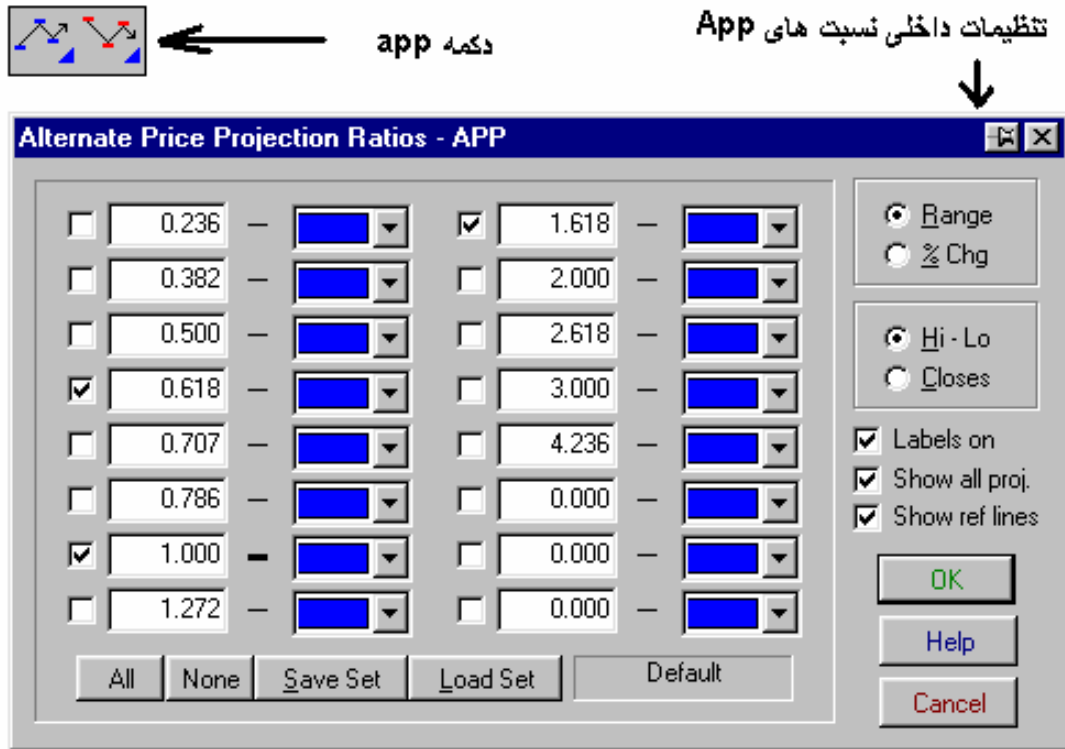 تنظیمات داخلی نسبت های App
دکمه app
Alternate Price Projection Ratios - APP
0.236 1.618
0.382 2.000
0.500 2.618
0.618 3.000
0.707 4.236
0.786 0.000
1.000 0.000
1.272 0.000
Range
% Chg
Hi - Lo
Closes
Labels on
Show all proj.
Show ref lines
OK
Help
Cancel
All None Save Set Load Set Default